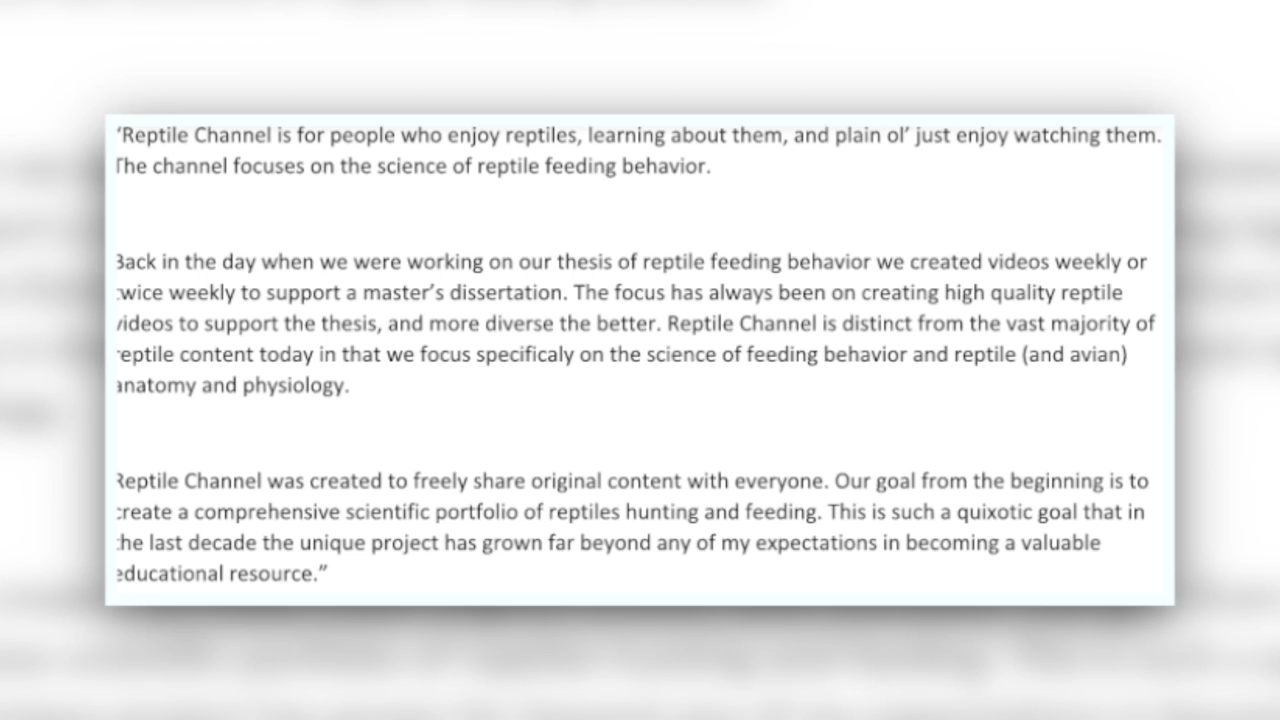 ‘Reptile Channel is for people who enjoy reptiles, learning about them, and plain ol’ just enjoy watching them.
The channel focuses on the science of reptile feeding behavior.
Back in the day when we were working on our thesis of reptile feeding behavior we created videos weekly or
twice weekly to support a master’s dissertation. The focus has always been on creating high quality reptile
videos to support the thesis, and more diverse the better. Reptile Channel is distinct from the vast majority of
reptile content today in that we focus specificaly on the science of feeding behavior and reptile (and avian)
anatomy and physiology.
Reptile Channel was created to freely share original content with everyone. Our goal from the beginning is to
create a comprehensive scientific portfolio of reptiles hunting and feeding. This is such a quixotic goal that in
the last decade the unique project has grown far beyond any of my expectations in becoming a valuable
educational resource.”